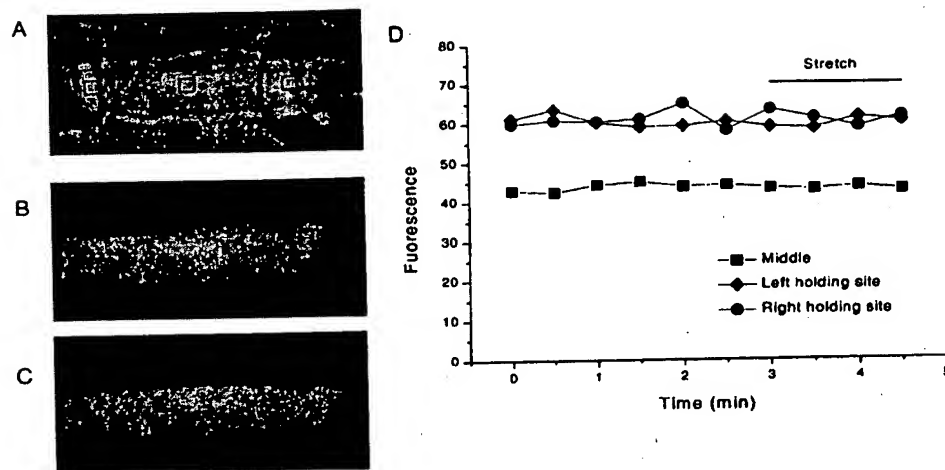 A
B
C
D
80
70
60
50
40
30
20
10
0
Fuorescence
Stretch
Middle
Left holding site
Right holding site
0
1
2
3
4
5
Time (min)